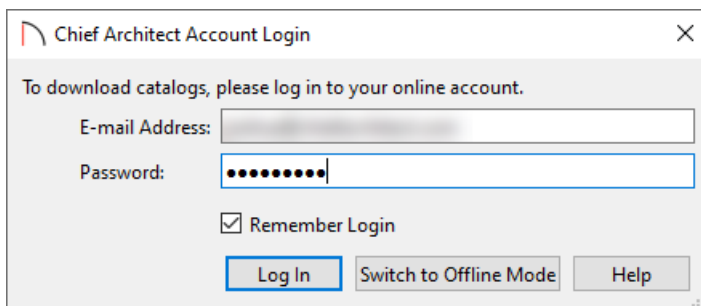 Chief Architect Account Login
To download catalogs, please log in to your online account.
E-mail Address:
Password: •••••••••
Remember Login
Log In Switch to Offline Mode Help